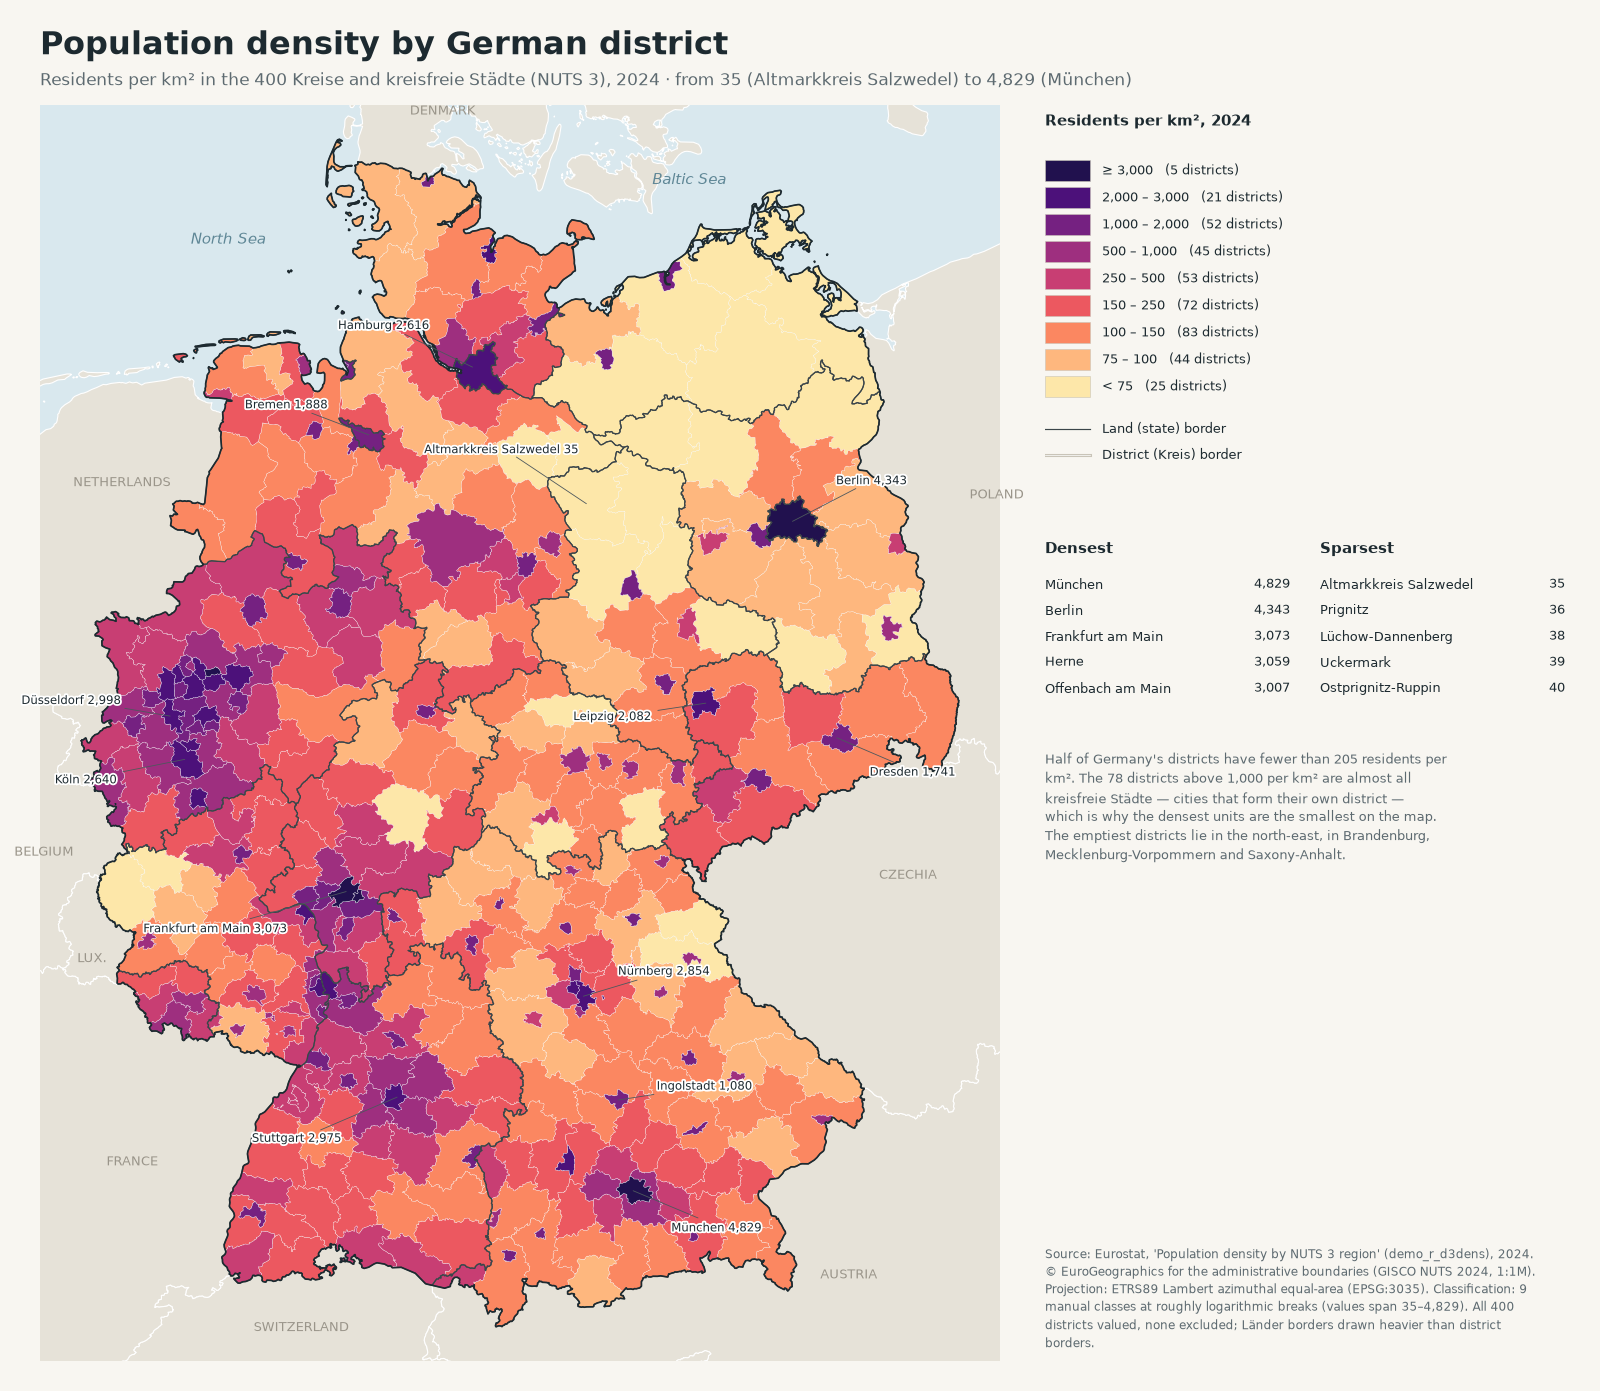 Population density by German district
Residents per km² in the 400 Kreise and kreisfreie Städte (NUTS 3), 2024 · from 35 (Altmarkkreis Salzwedel) to 4,829 (München)
DENMARK
Baltic Sea
North Sea
Hamburg 2,616
Bremen 1,888
Altmarkkreis Salzwedel 35
Berlin 4,343
NETHERLANDS
POLAND
Düsseldorf 2,998
Leipzig 2,082
Köln 2,640
Dresden 1,741
BELGIUM
CZECHIA
Frankfurt am Main 3,073
LUX.
Nürnberg 2,854
Ingolstadt 1,080
Stuttgart 2,975
FRANCE
München 4,829
AUSTRIA
SWITZERLAND
Residents per km², 2024
≥ 3,000 (5 districts)
2,000 – 3,000 (21 districts)
1,000 – 2,000 (52 districts)
500 – 1,000 (45 districts)
250 – 500 (53 districts)
150 – 250 (72 districts)
100 – 150 (83 districts)
75 – 100 (44 districts)
< 75 (25 districts)
Land (state) border
District (Kreis) border
Densest
München 4,829
Berlin 4,343
Frankfurt am Main 3,073
Herne 3,059
Offenbach am Main 3,007
Sparsest
Altmarkkreis Salzwedel 35
Prignitz 36
Lüchow-Dannenberg 38
Uckermark 39
Ostprignitz-Ruppin 40
Half of Germany's districts have fewer than 205 residents per
km². The 78 districts above 1,000 per km² are almost all
kreisfreie Städte — cities that form their own district —
which is why the densest units are the smallest on the map.
The emptiest districts lie in the north-east, in Brandenburg,
Mecklenburg-Vorpommern and Saxony-Anhalt.
Source: Eurostat, 'Population density by NUTS 3 region' (demo_r_d3dens), 2024.
© EuroGeographics for the administrative boundaries (GISCO NUTS 2024, 1:1M).
Projection: ETRS89 Lambert azimuthal equal-area (EPSG:3035). Classification: 9
manual classes at roughly logarithmic breaks (values span 35–4,829). All 400
districts valued, none excluded; Länder borders drawn heavier than district
borders.